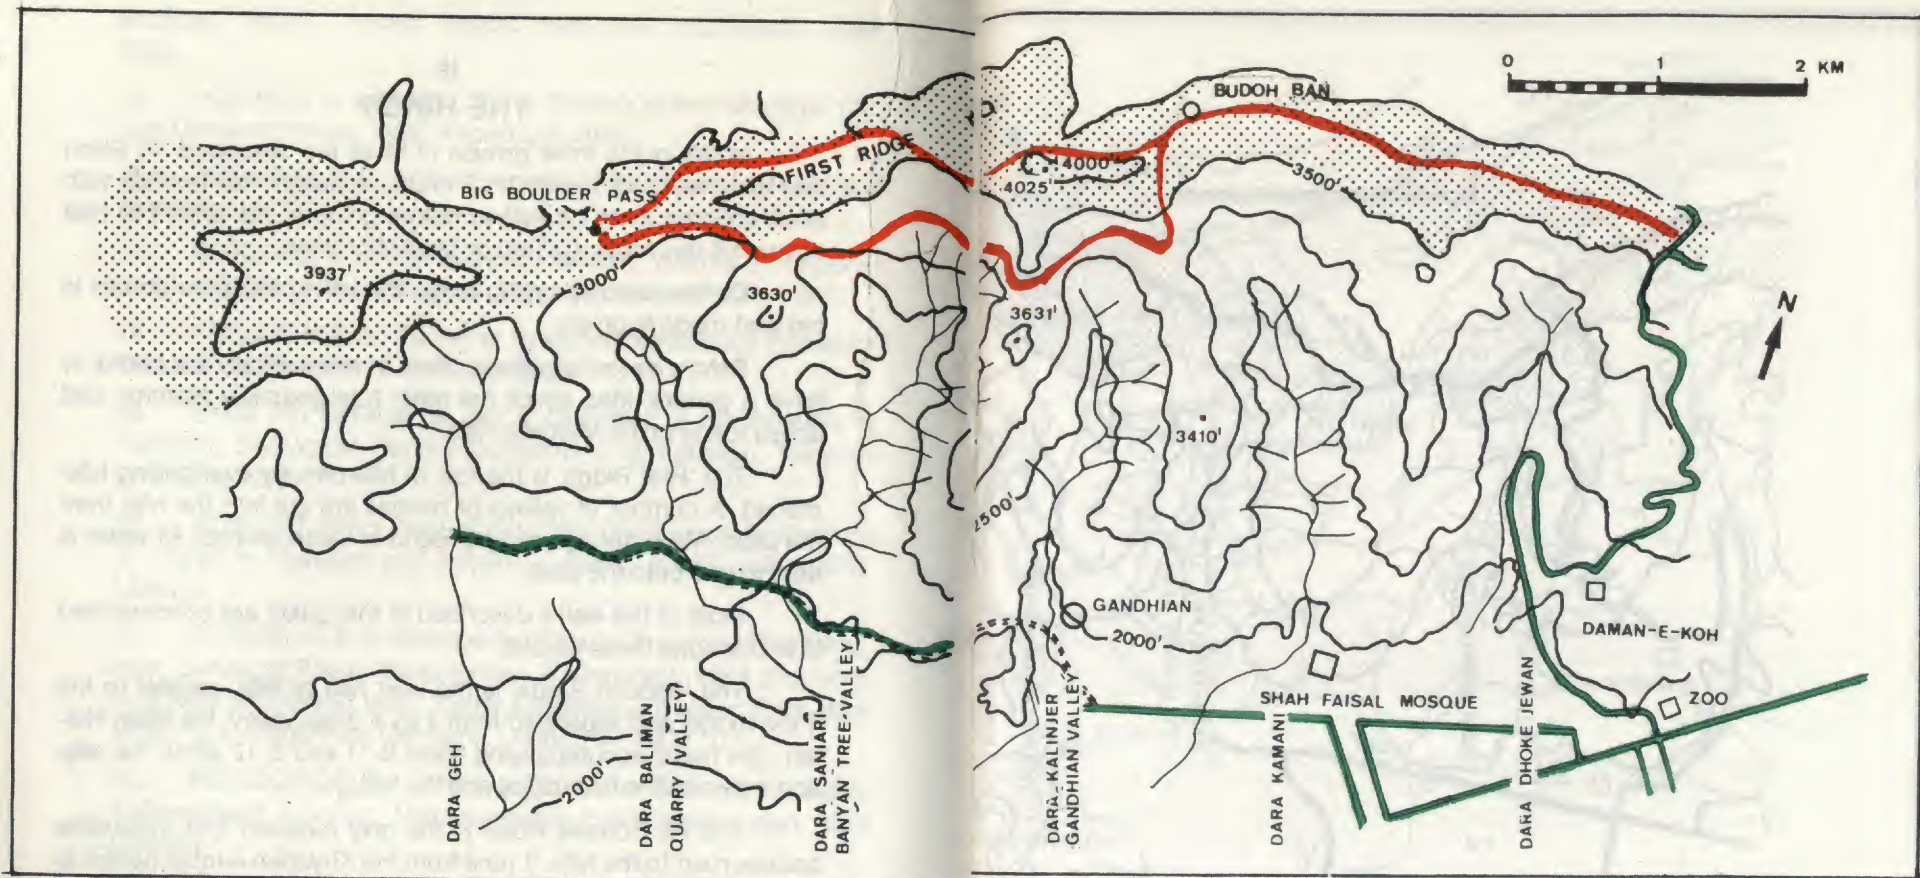 0 1 2 KM
BUDOH BAN
FIRST RIDGE
BIG BOULDER PASS
4000'
4025'
3500'
3937'
3000'
3630'
3631'
N
3410'
2500'
GANDHIAN
2000'
DAMAN-E-KOH
SHAH FAISAL MOSQUE
ZOO
2000'
DARA GEH
DARA BALIMAN
QUARRY VALLEY
DARA SANIARI
BANYAN TREE-VALLEY
DARA KALINJER
GANDHIAN VALLEY
DARA KAMANI
DARA DHOKE JEWAN